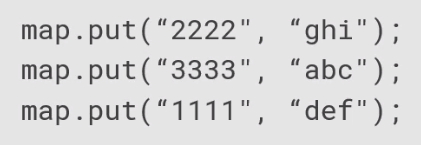 map.put(“2222", “ghi");
map.put(“3333", “abc");
map.put(“1111", “def");